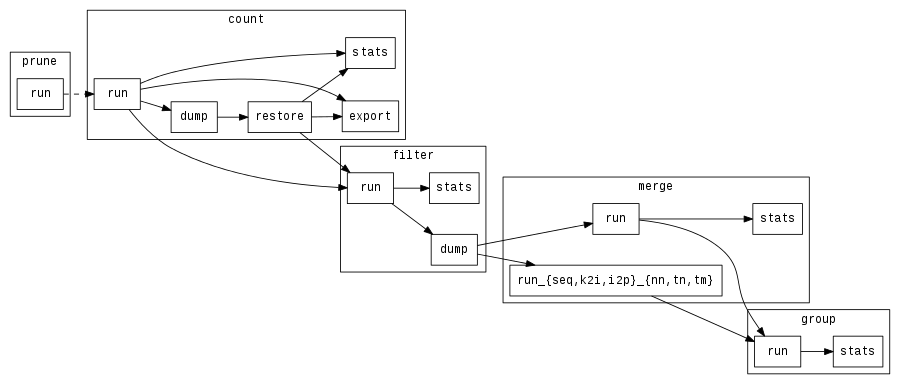 count
prune
stats
run
run
dump
restore
export
filter
run
stats
merge
run
stats
dump
run_{seq,k2i,i2p}_{nn,tn,tm}
group
run
stats